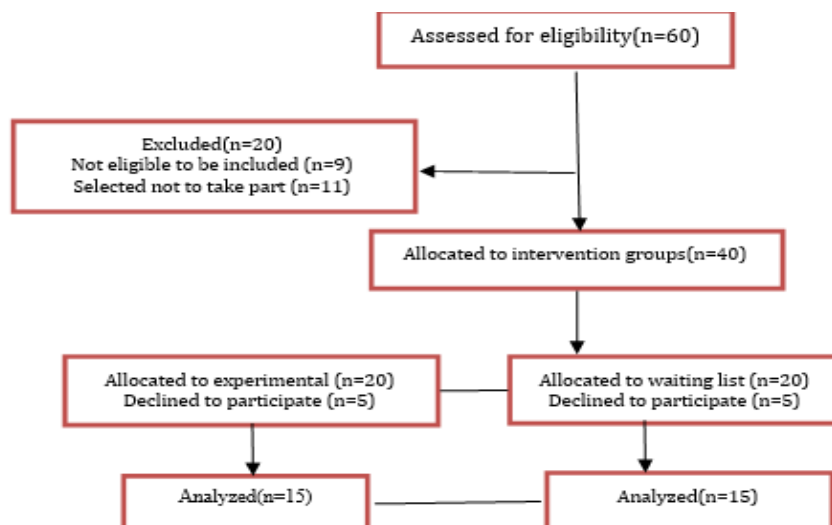 Assessed for eligibility(n=60)
Excluded(n=20)
Not eligible to be included (n=9)
Selected not to take part (n=11)
Allocated to intervention groups(n=40)
Allocated to experimental (n=20)
Declined to participate (n=5)
Allocated to waiting list (n=20)
Declined to participate (n=5)
Analyzed(n=15)
Analyzed(n=15)